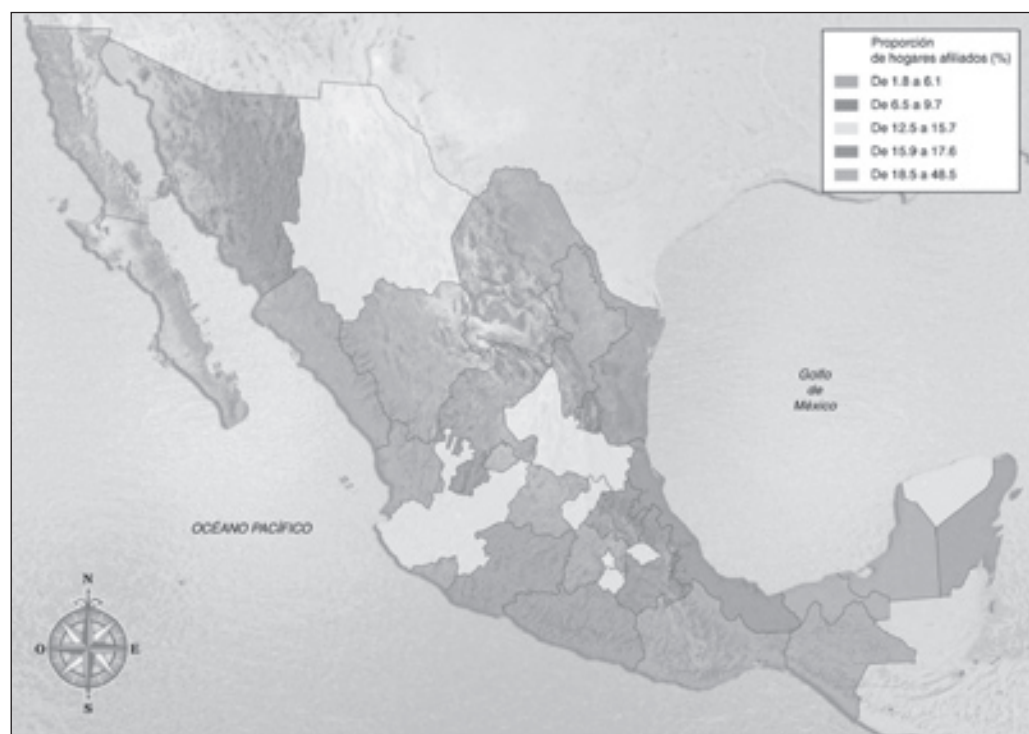 Proporción
de hogares afiliados (%)
De 1.8 a 6.1
De 6.5 a 9.7
De 12.5 a 15.7
De 15.9 a 17.6
De 18.5 a 48.5
Golfo
de
México
OCÉANO PACÍFICO
N
O
E
S